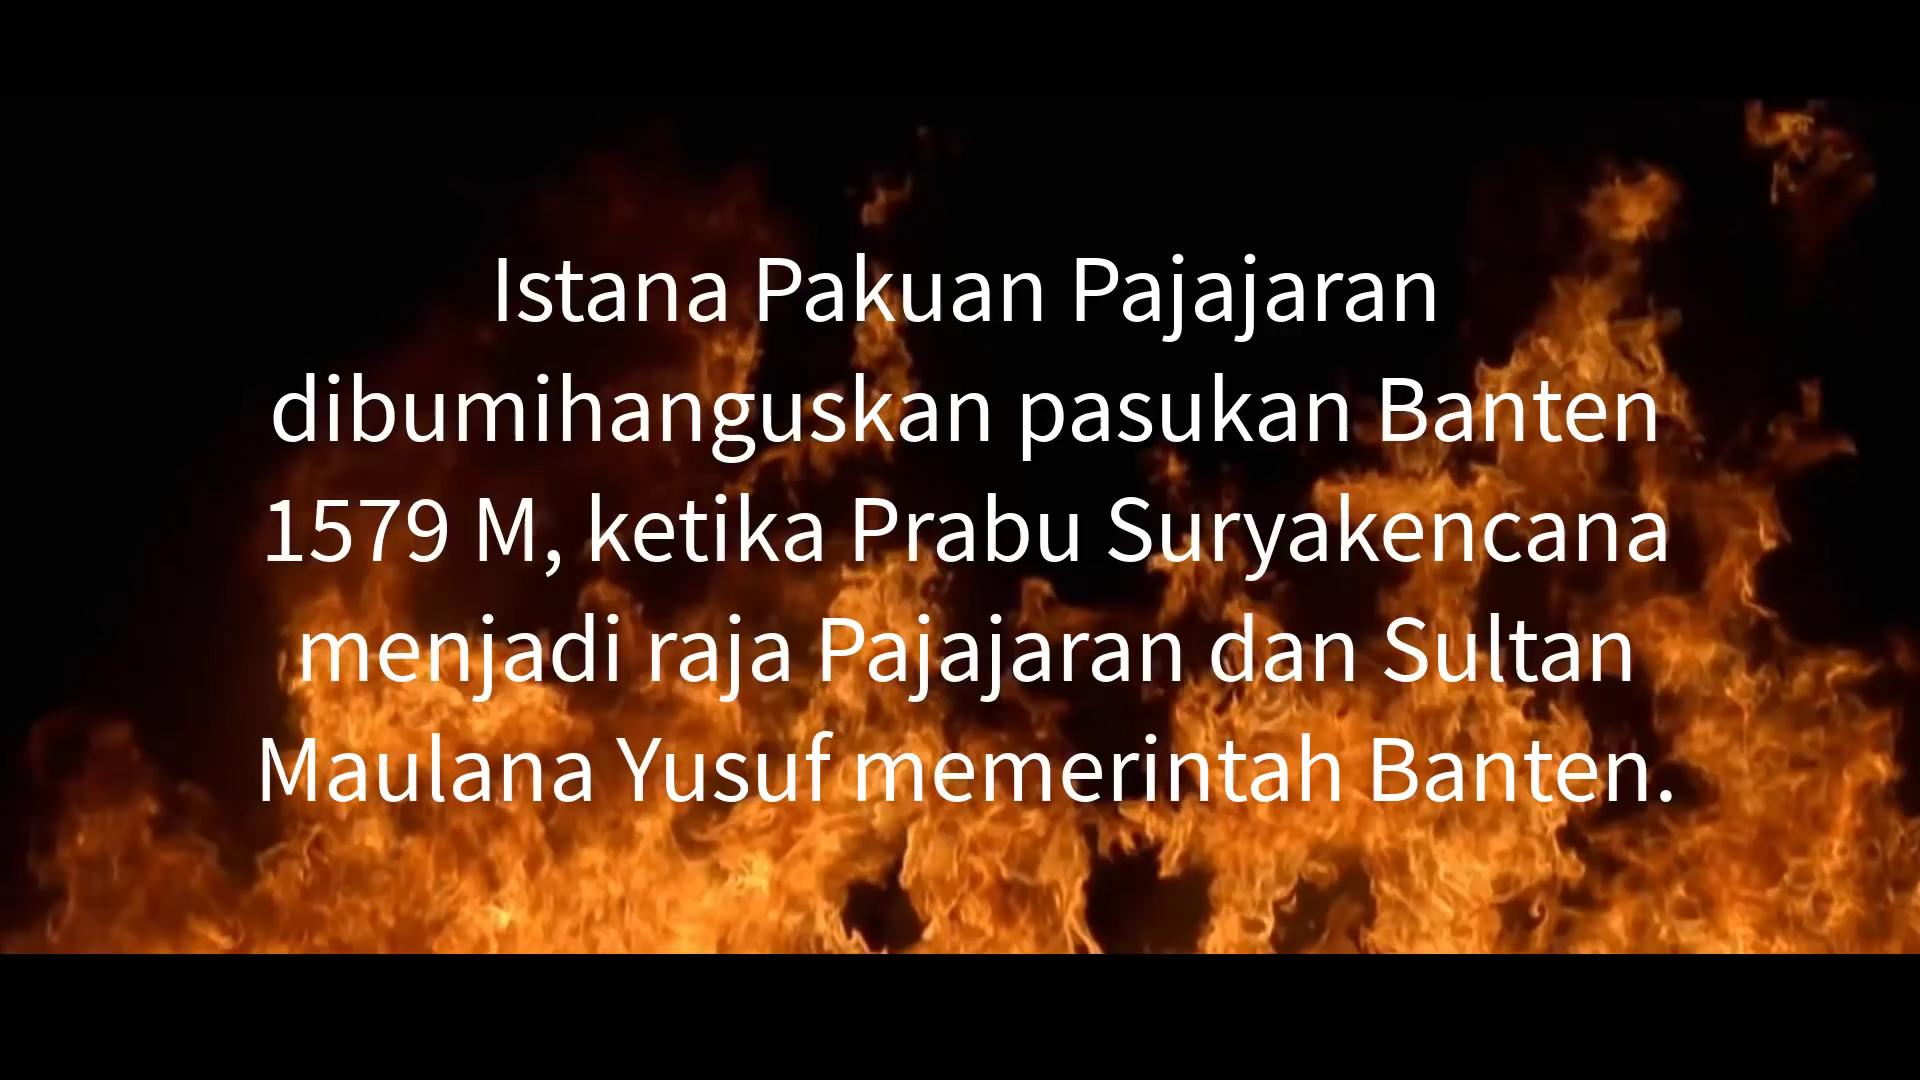 Istana Pakuan Pajajaran
dibumihanguskan pasukan Banten
1579 M, ketika Prabu Suryakencana
menjadi raja Pajajaran dan Sultan
Maulana Yusuf memerintah Banten.